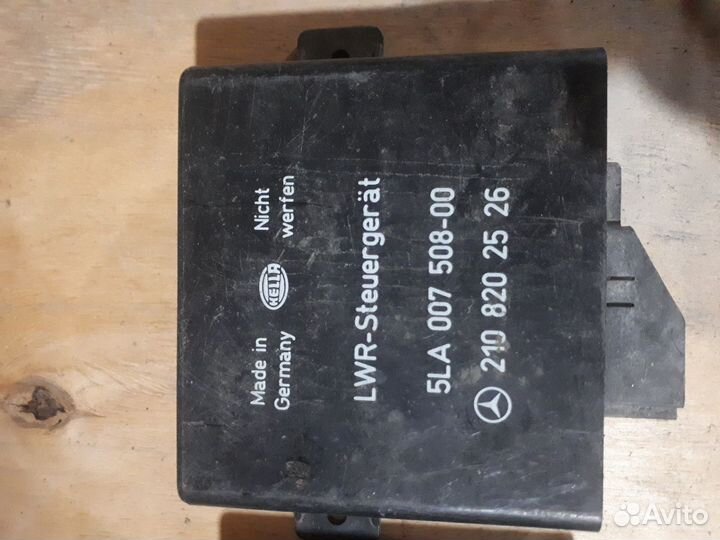 Made in
Germany
HELLA
Nicht
werfen
LWR-Steuergerät
5LA 007 508-00
210 820 25 26
Avito